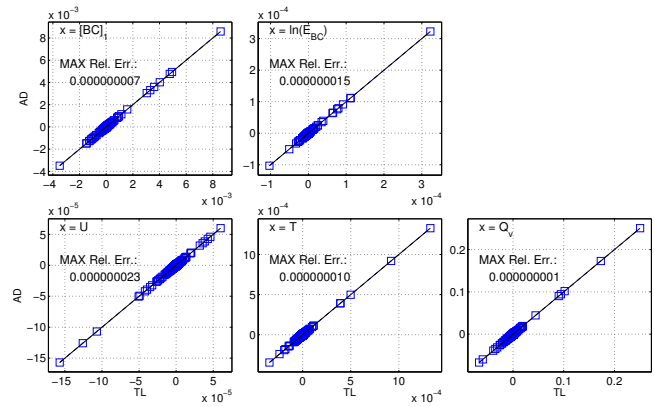 x 10⁻³
x = [BC]₁
MAX Rel. Err.:
0.000000007
AD
8
6
4
2
0
−2
−4
−4 −2 0 2 4 6 8
x 10⁻³
x 10⁻⁴
x = ln(E_BC)
MAX Rel. Err.:
0.000000015
3
2
1
0
−1
−1 0 1 2 3 4
x 10⁻⁴
x 10⁻⁵
x = U
MAX Rel. Err.:
0.000000023
AD
5
0
−5
−10
−15
−15 −10 −5 0 5
TL
x 10⁻⁵
x 10⁻⁴
x = T
MAX Rel. Err.:
0.000000010
10
5
0
0 5 10
TL
x 10⁻⁴
x = Qᵥ
MAX Rel. Err.:
0.000000001
0.2
0.1
0
0 0.1 0.2
TL